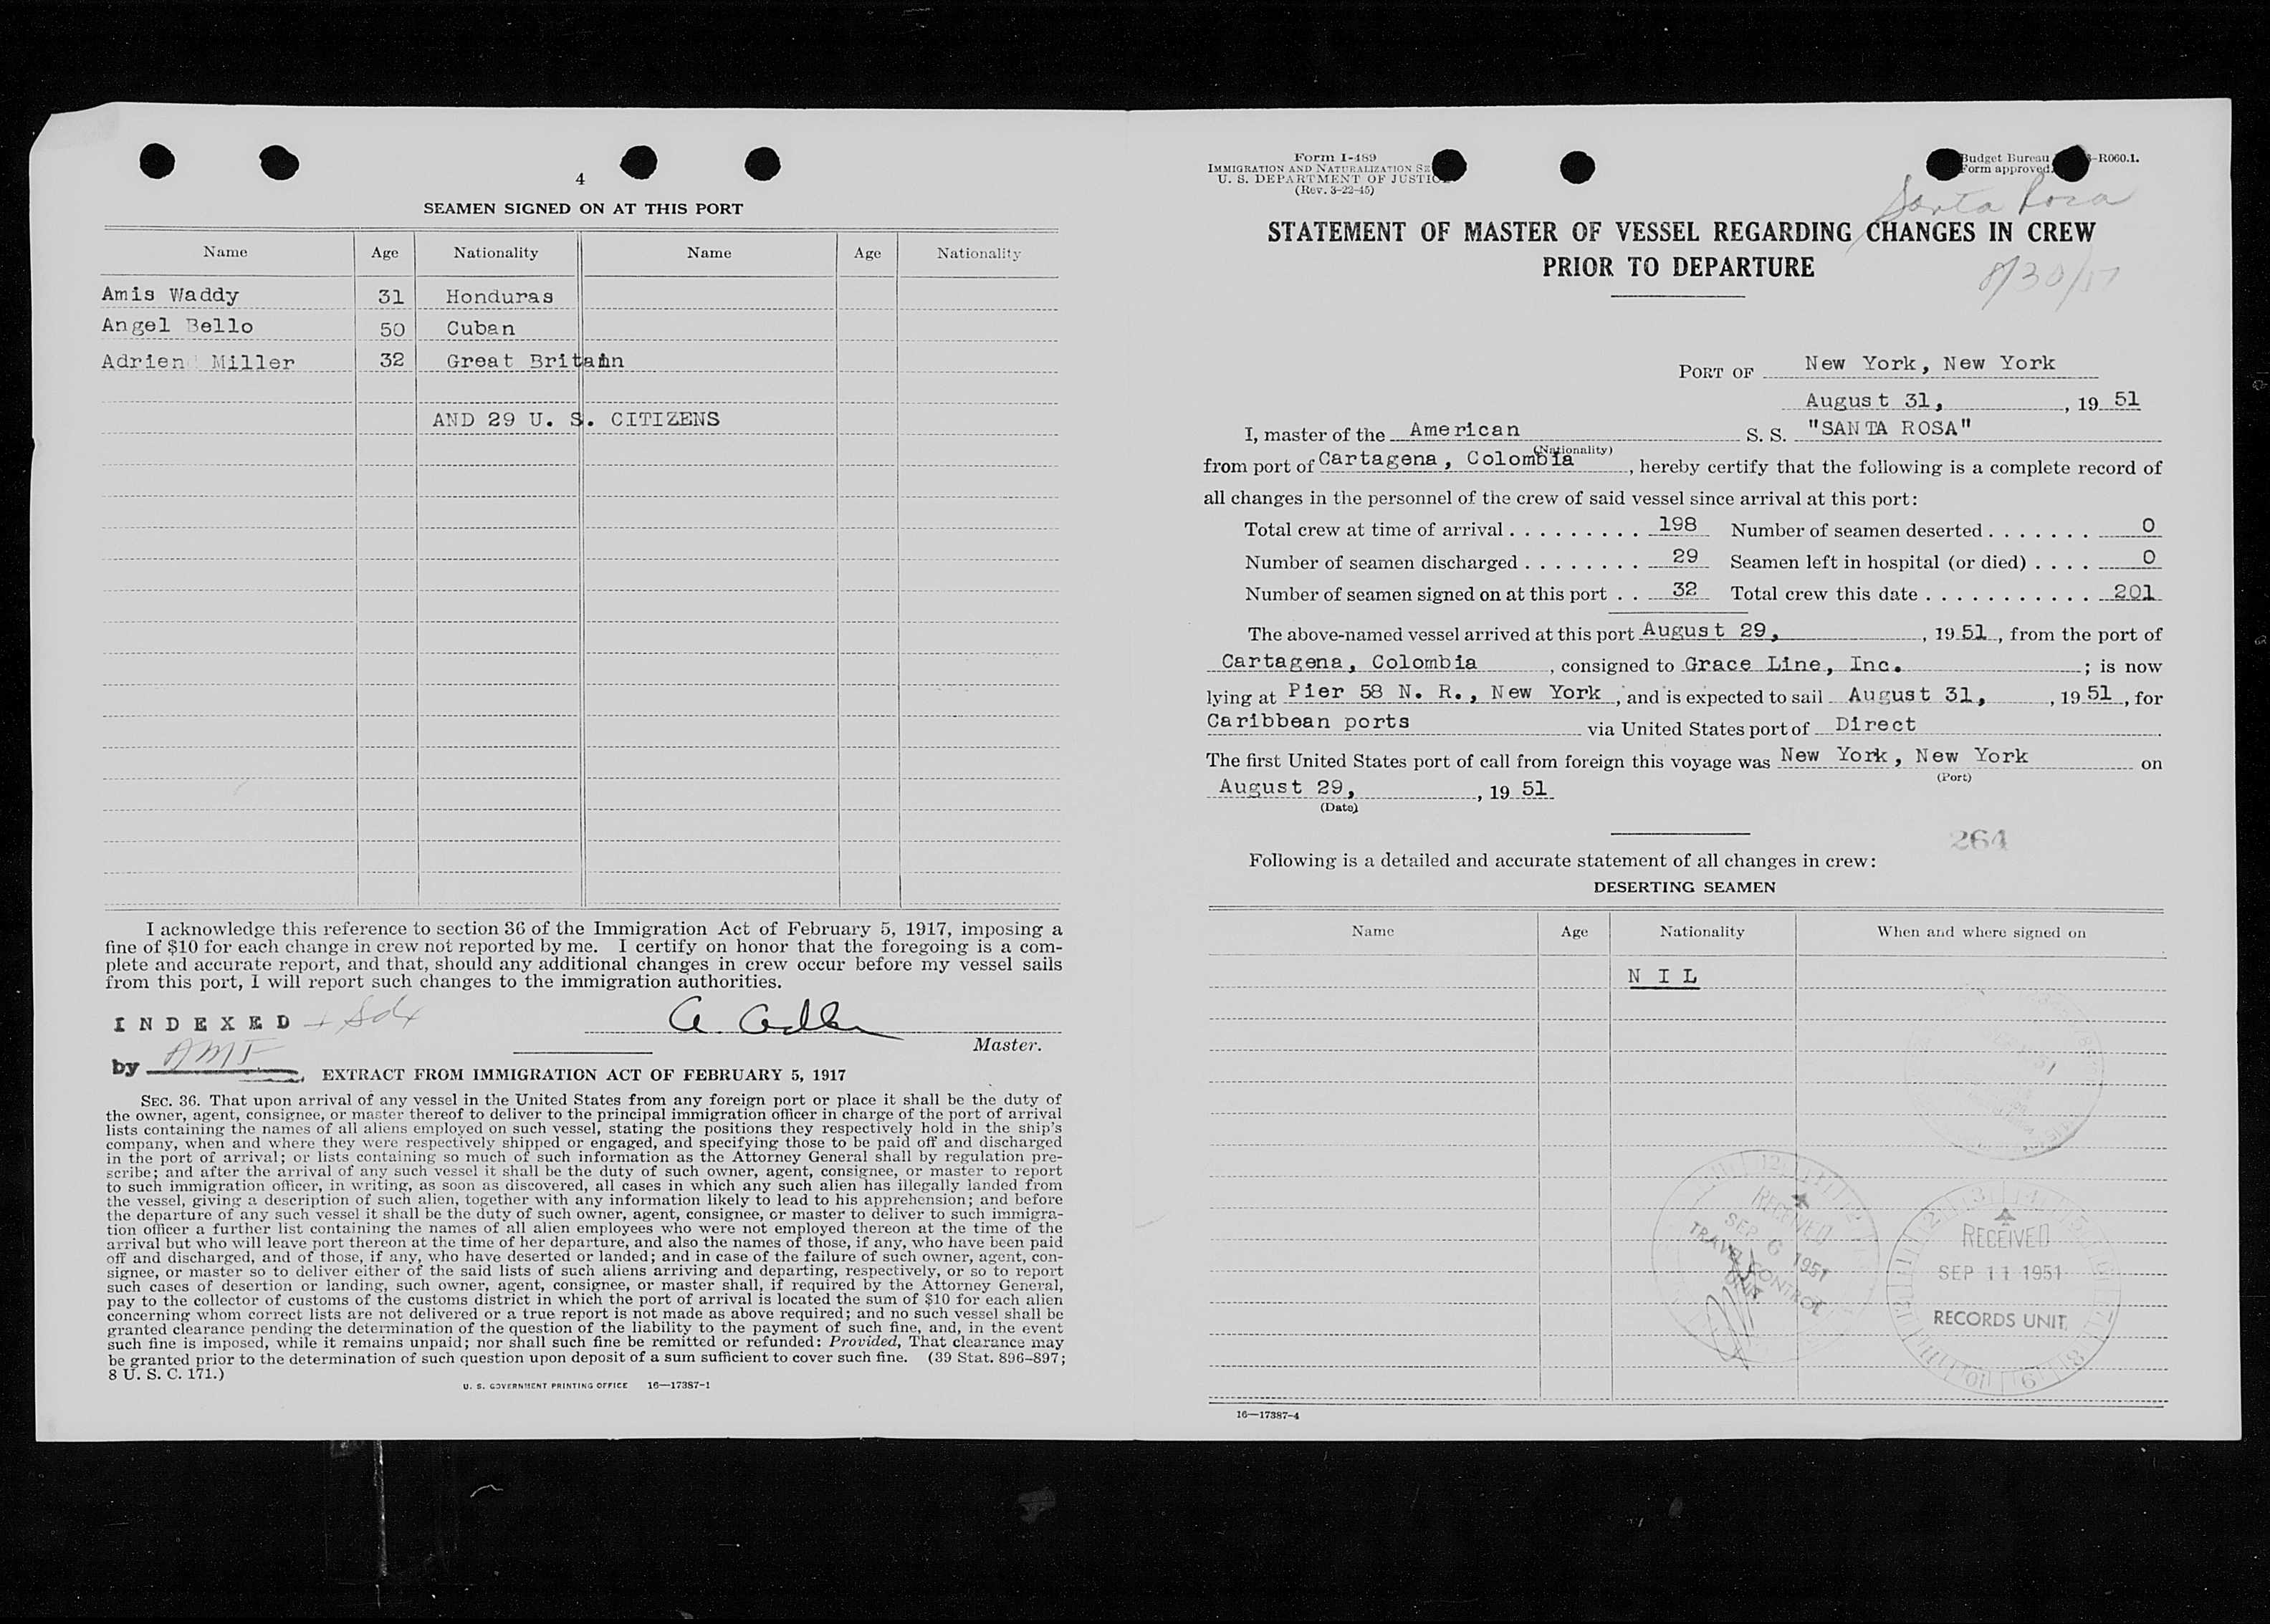 4
SEAMEN SIGNED ON AT THIS PORT
Name Age Nationality Name Age Nationality
Amis Waddy 31 Honduras
Angel Bello 50 Cuban
Adrien Miller 32 Great Britain
AND 29 U. S. CITIZENS
I acknowledge this reference to section 36 of the Immigration Act of February 5, 1917, imposing a
fine of $10 for each change in crew not reported by me. I certify on honor that the foregoing is a com-
plete and accurate report, and that, should any additional changes in crew occur before my vessel sails
from this port, I will report such changes to the immigration authorities.
INDEXED
A. Adler
Master.
by AMF
EXTRACT FROM IMMIGRATION ACT OF FEBRUARY 5, 1917
SEC. 36. That upon arrival of any vessel in the United States from any foreign port or place it shall be the duty of
the owner, agent, consignee, or master thereof to deliver to the principal immigration officer in charge of the port of arrival
lists containing the names of all aliens employed on such vessel, stating the positions they respectively hold in the ship's
company, when and where they were respectively shipped or engaged, and specifying those to be paid off and discharged
in the port of arrival; or lists containing so much of such information as the Attorney General shall by regulation pre-
scribe; and after the arrival of any such vessel it shall be the duty of such owner, agent, consignee, or master to report
to such immigration officer, in writing, as soon as discovered, all cases in which any such alien has illegally landed from
the vessel, giving a description of such alien, together with any information likely to lead to his apprehension; and before
the departure of any such vessel it shall be the duty of such owner, agent, consignee, or master to deliver to such immigra-
tion officer a further list containing the names of all alien employees who were not employed thereon at the time of the
arrival but who will leave port thereon at the time of her departure, and also the names of those, if any, who have been paid
off and discharged, and of those, if any, who have deserted or landed; and in case of the failure of such owner, agent, con-
signee, or master so to deliver either of the said lists of such aliens arriving and departing, respectively, or so to report
such cases of desertion or landing, such owner, agent, consignee, or master shall, if required by the Attorney General,
pay to the collector of customs of the customs district in which the port of arrival is located the sum of $10 for each alien
concerning whom correct lists are not delivered or a true report is not made as above required; and no such vessel shall be
granted clearance pending the determination of the question of the liability to the payment of such fine, and, in the event
such fine is imposed, while it remains unpaid; nor shall such fine be remitted or refunded: Provided, That clearance may
be granted prior to the determination of such question upon deposit of a sum sufficient to cover such fine. (39 Stat. 896-897;
8 U. S. C. 171.)
U. S. GOVERNMENT PRINTING OFFICE 16—17387-1
Form I-489
IMMIGRATION AND NATURALIZATION
U. S. DEPARTMENT OF JUSTICE
(Rev. 3-22-45)
Budget Bureau -R060.1.
Form approved.
Santa Rosa
STATEMENT OF MASTER OF VESSEL REGARDING CHANGES IN CREW
PRIOR TO DEPARTURE
8/30/51
PORT OF New York, New York
August 31, , 19 51
I, master of the American S. S. "SANTA ROSA"
(Nationality)
from port of Cartagena, Colombia, hereby certify that the following is a complete record of
all changes in the personnel of the crew of said vessel since arrival at this port:
Total crew at time of arrival . . . . . . . . . 198 Number of seamen deserted . . . . . . . 0
Number of seamen discharged . . . . . . . . 29 Seamen left in hospital (or died) . . . . 0
Number of seamen signed on at this port . . 32 Total crew this date . . . . . . . . . . . 201
The above-named vessel arrived at this port August 29, , 19 51, from the port of
Cartagena, Colombia, consigned to Grace Line, Inc. ; is now
lying at Pier 58 N. R., New York, and is expected to sail August 31, , 19 51, for
Caribbean ports via United States port of Direct
The first United States port of call from foreign this voyage was New York, New York on
(Port)
August 29, , 19 51
(Date)
264
Following is a detailed and accurate statement of all changes in crew:
DESERTING SEAMEN
Name Age Nationality When and where signed on
N I L
RECEIVED
SEP 6 1951
TRAVEL CONTROL
UNIT
RECEIVED
SEP 11 1951
RECORDS UNIT
16—17387-4